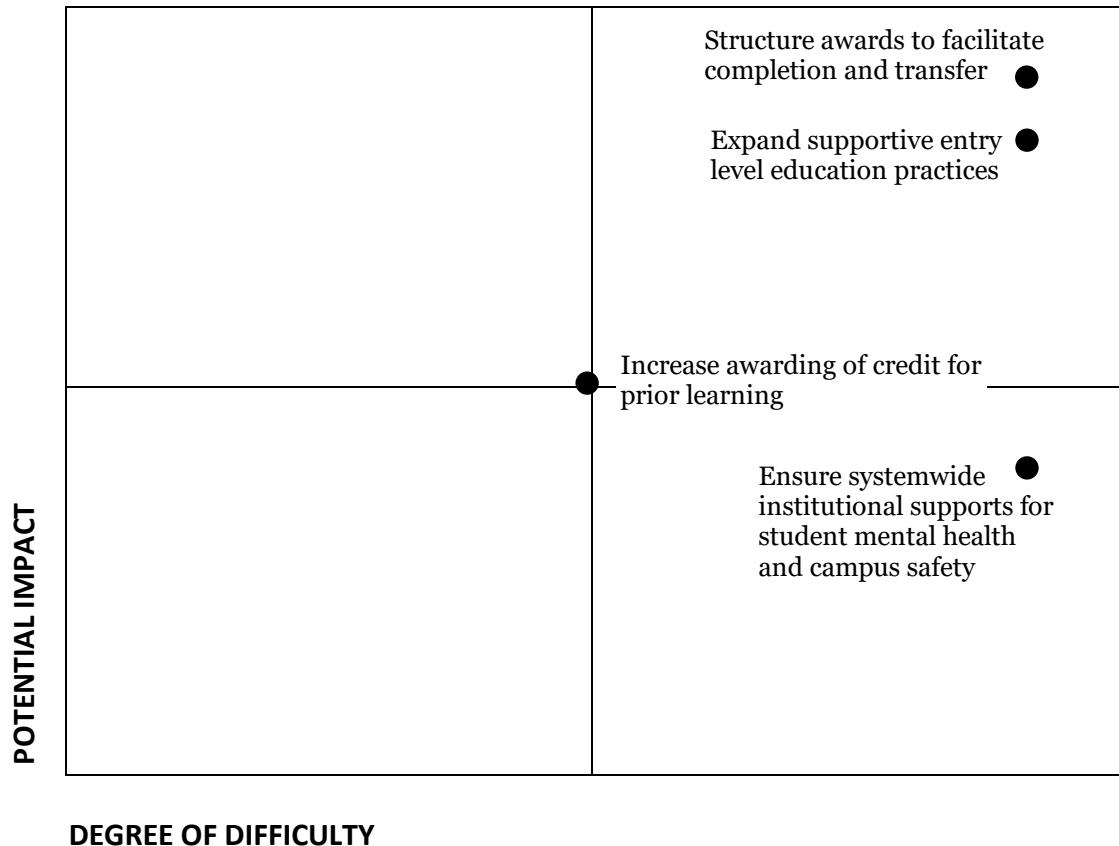 Structure awards to facilitate
completion and transfer
Expand supportive entry
level education practices
Increase awarding of credit for
prior learning
Ensure systemwide
institutional supports for
student mental health
and campus safety
POTENTIAL IMPACT
DEGREE OF DIFFICULTY